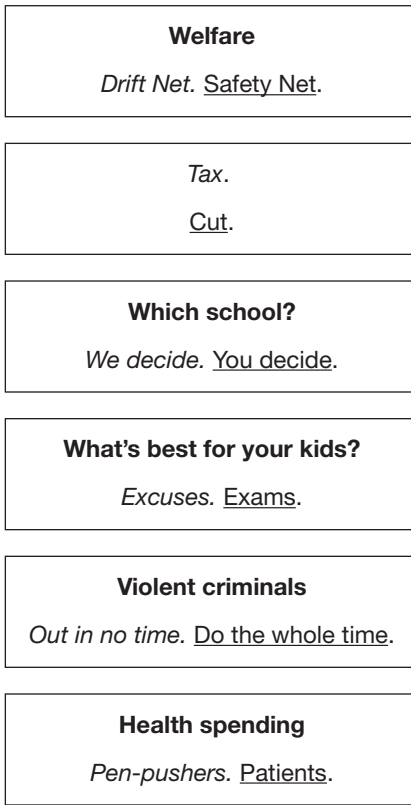 Welfare
Drift Net. Safety Net.
Tax.
Cut.
Which school?
We decide. You decide.
What’s best for your kids?
Excuses. Exams.
Violent criminals
Out in no time. Do the whole time.
Health spending
Pen-pushers. Patients.